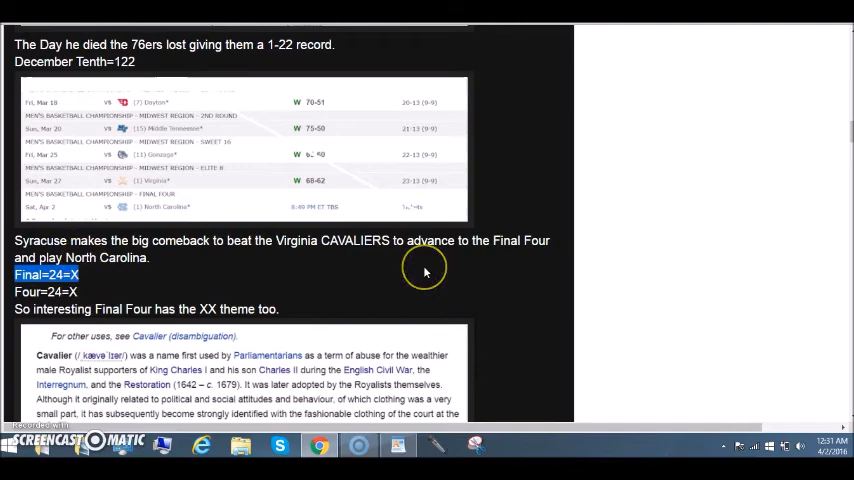 The Day he died the 76ers lost giving them a 1-22 record.
December Tenth=122
Fri, Mar 18 vs (7) Dayton* W 70-51 20-13 (9-9)
MEN'S BASKETBALL CHAMPIONSHIP - MIDWEST REGION - 2ND ROUND
Sun, Mar 20 vs (15) Middle Tennessee* W 75-50 21-13 (9-9)
MEN'S BASKETBALL CHAMPIONSHIP - MIDWEST REGION - SWEET 16
Fri, Mar 25 vs (11) Gonzaga* W 22-13 (9-9)
MEN'S BASKETBALL CHAMPIONSHIP - MIDWEST REGION - ELITE 8
Sun, Mar 27 vs (1) Virginia* W 68-62 23-13 (9-9)
MEN'S BASKETBALL CHAMPIONSHIP - FINAL FOUR
Sat, Apr 2 vs (1) North Carolina* 8:49 PM ET TBS
Syracuse makes the big comeback to beat the Virginia CAVALIERS to advance to the Final Four
and play North Carolina.
Final=24=X
Four=24=X
So interesting Final Four has the XX theme too.
For other uses, see Cavalier (disambiguation).
Cavalier (/ˌkævəˈlɪər/) was a name first used by Parliamentarians as a term of abuse for the wealthier
male Royalist supporters of King Charles I and his son Charles II during the English Civil War, the
Interregnum, and the Restoration (1642 – c. 1679). It was later adopted by the Royalists themselves.
Although it originally related to political and social attitudes and behaviour, of which clothing was a very
small part, it has subsequently become strongly identified with the fashionable clothing of the court at the
Recorded with
SCREENCAST MATIC
12:31 AM
4/2/2016